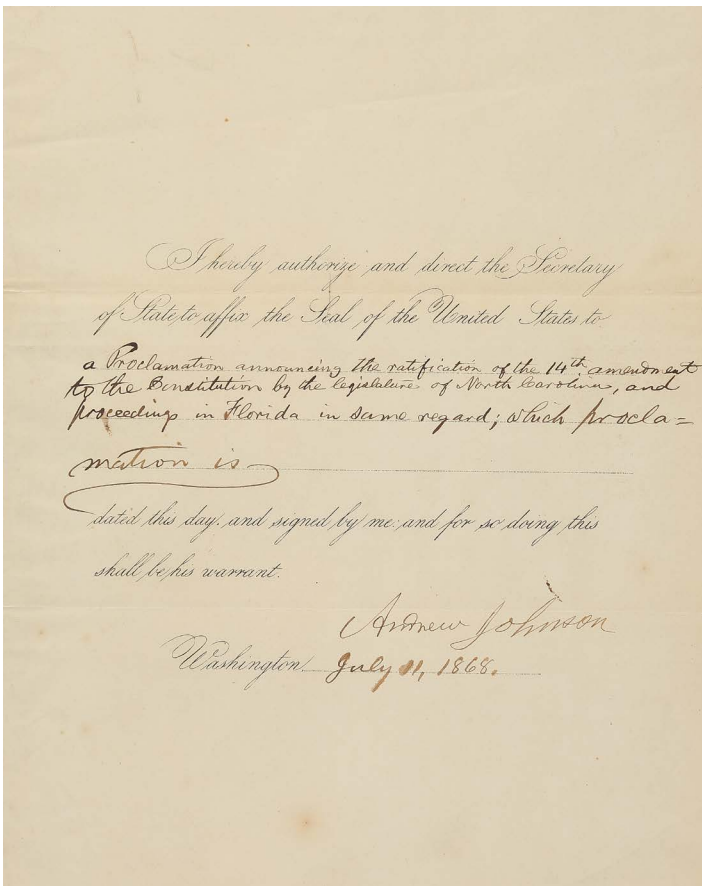 I hereby authorize and direct the Secretary
of State to affix the Seal of the United States to
a Proclamation announcing the ratification of the 14th amendment
to the Constitution by the legislature of North Carolina, and
proceedings in Florida in same regard; which procla=
mation is
dated this day, and signed by me: and for so doing this
shall be his warrant.
Andrew Johnson
Washington July 11, 1868.